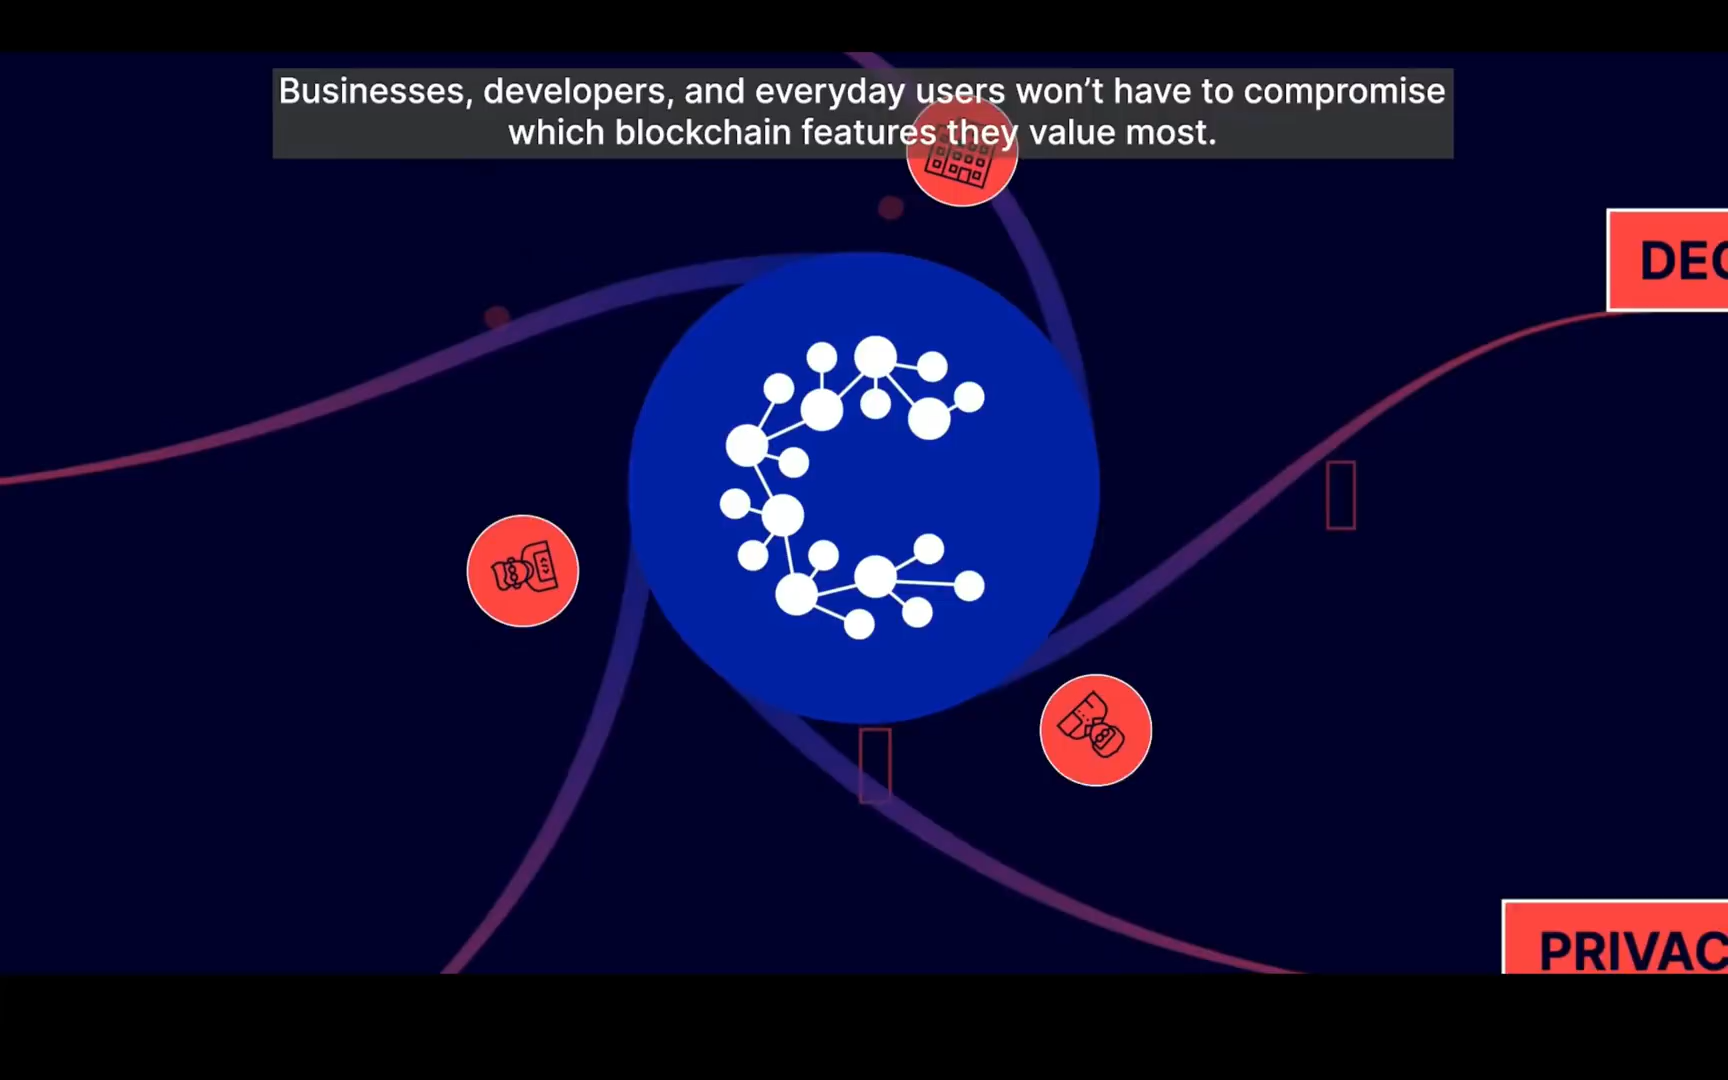 Businesses, developers, and everyday users won’t have to compromise
which blockchain features they value most.
DEC
PRIVAC